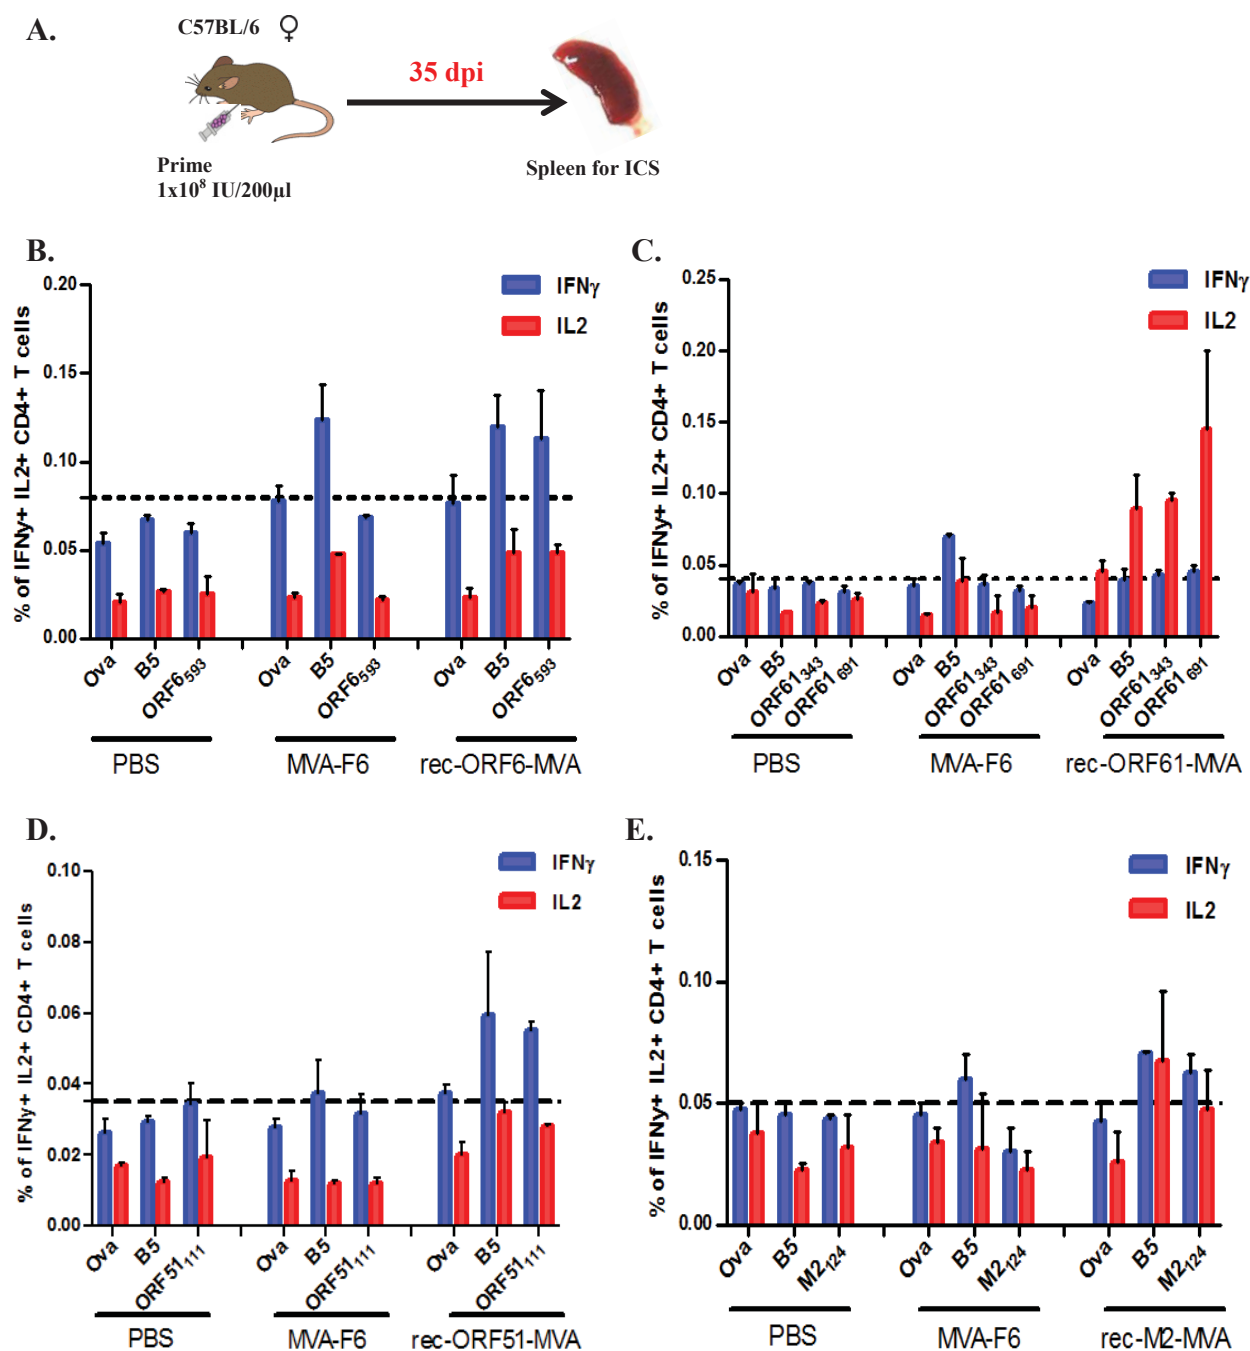 A.
C57BL/6 ♀
35 dpi
Prime
1x10⁸ IU/200µl
Spleen for ICS
B.
% of IFNγ+ IL2+ CD4+ T cells
0.20
0.15
0.10
0.05
0.00
IFNγ
IL2
Ova
B5
ORF6₅₉₃
Ova
B5
ORF6₅₉₃
Ova
B5
ORF6₅₉₃
PBS
MVA-F6
rec-ORF6-MVA
C.
% of IFNγ+ IL2+ CD4+ T cells
0.25
0.20
0.15
0.10
0.05
0.00
IFNγ
IL2
Ova
B5
ORF61₃₄₃
ORF61₆₉₁
Ova
B5
ORF61₃₄₃
ORF61₆₉₁
Ova
B5
ORF61₃₄₃
ORF61₆₉₁
PBS
MVA-F6
rec-ORF61-MVA
D.
% of IFNγ+ IL2+ CD4+ T cells
0.10
0.08
0.06
0.04
0.02
0.00
IFNγ
IL2
Ova
B5
ORF51₁₁₁
Ova
B5
ORF51₁₁₁
Ova
B5
ORF51₁₁₁
PBS
MVA-F6
rec-ORF51-MVA
E.
% of IFNγ+ IL2+ CD4+ T cells
0.15
0.10
0.05
0.00
IFNγ
IL2
Ova
B5
M2₁₂₄
Ova
B5
M2₁₂₄
Ova
B5
M2₁₂₄
PBS
MVA-F6
rec-M2-MVA